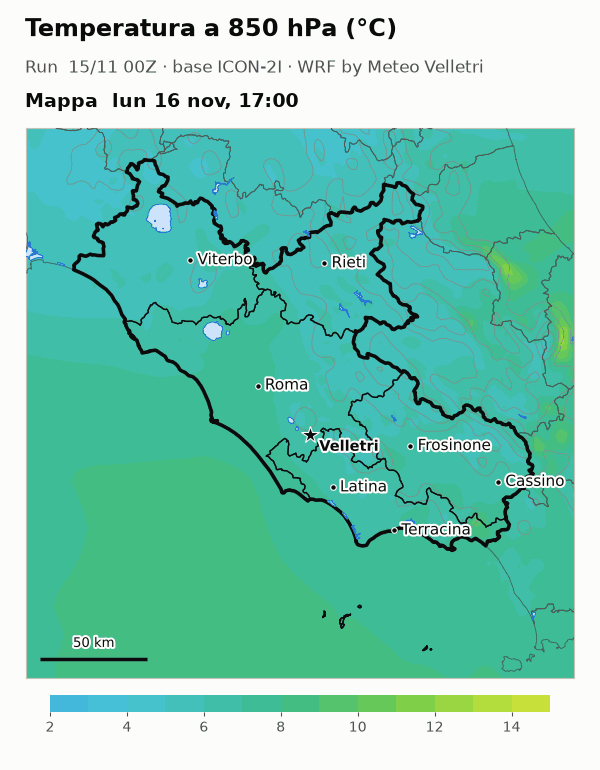 Temperatura a 850 hPa (°C)
Run  15/11 00Z · base ICON-2I · WRF by Meteo Velletri
Mappa  lun 16 nov, 17:00
Viterbo
Rieti
Roma
Velletri
Frosinone
Cassino
Latina
Terracina
50 km
2 4 6 8 10 12 14